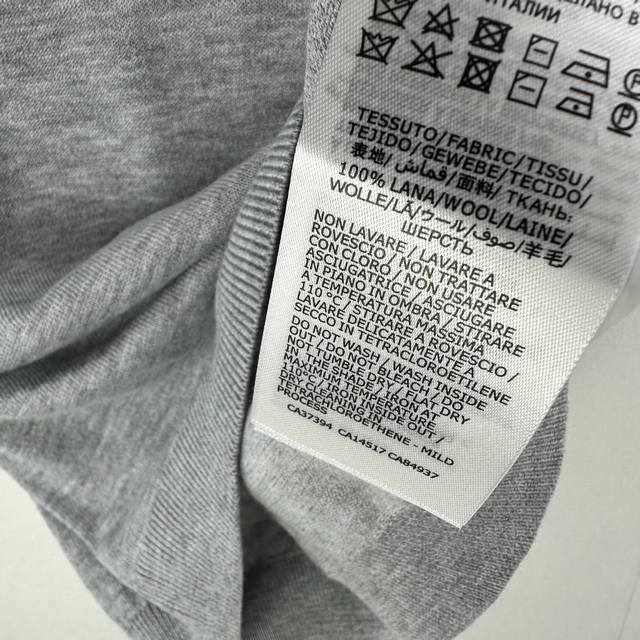 ИТАЛИИ
TESSUTO/FABRIC/TISSU/
TEJIDO/GEWEBE/TECIDO/
表地/قماش/面料/ ТКАНЬ:
100% LANA/WOOL/LAINE/
WOLLE/LÃ/ウール/صوف/羊毛/
ШЕРСТЬ
NON LAVARE / LAVARE A
ROVESCIO / NON TRATTARE
CON CLORO / NON USARE
ASCIUGATRICE / ASCIUGARE
IN PIANO IN OMBRA / STIRARE
A TEMPERATURA MASSIMA
110°C / STIRARE A ROVESCIO /
LAVARE DELICATAMENTE A
SECCO IN TETRACLOROETILENE
DO NOT WASH / WASH INSIDE
OUT / DO NOT BLEACH / DO
NOT TUMBLE DRY / FLAT DRY
IN THE SHADE / IRON AT
MAXIMUM TEMPERATURE
110°C / IRON INSIDE OUT /
DRY CLEAN IN
PERCHLOROETHENE - MILD
PROCESS
CA37394 CA14517 CA84937